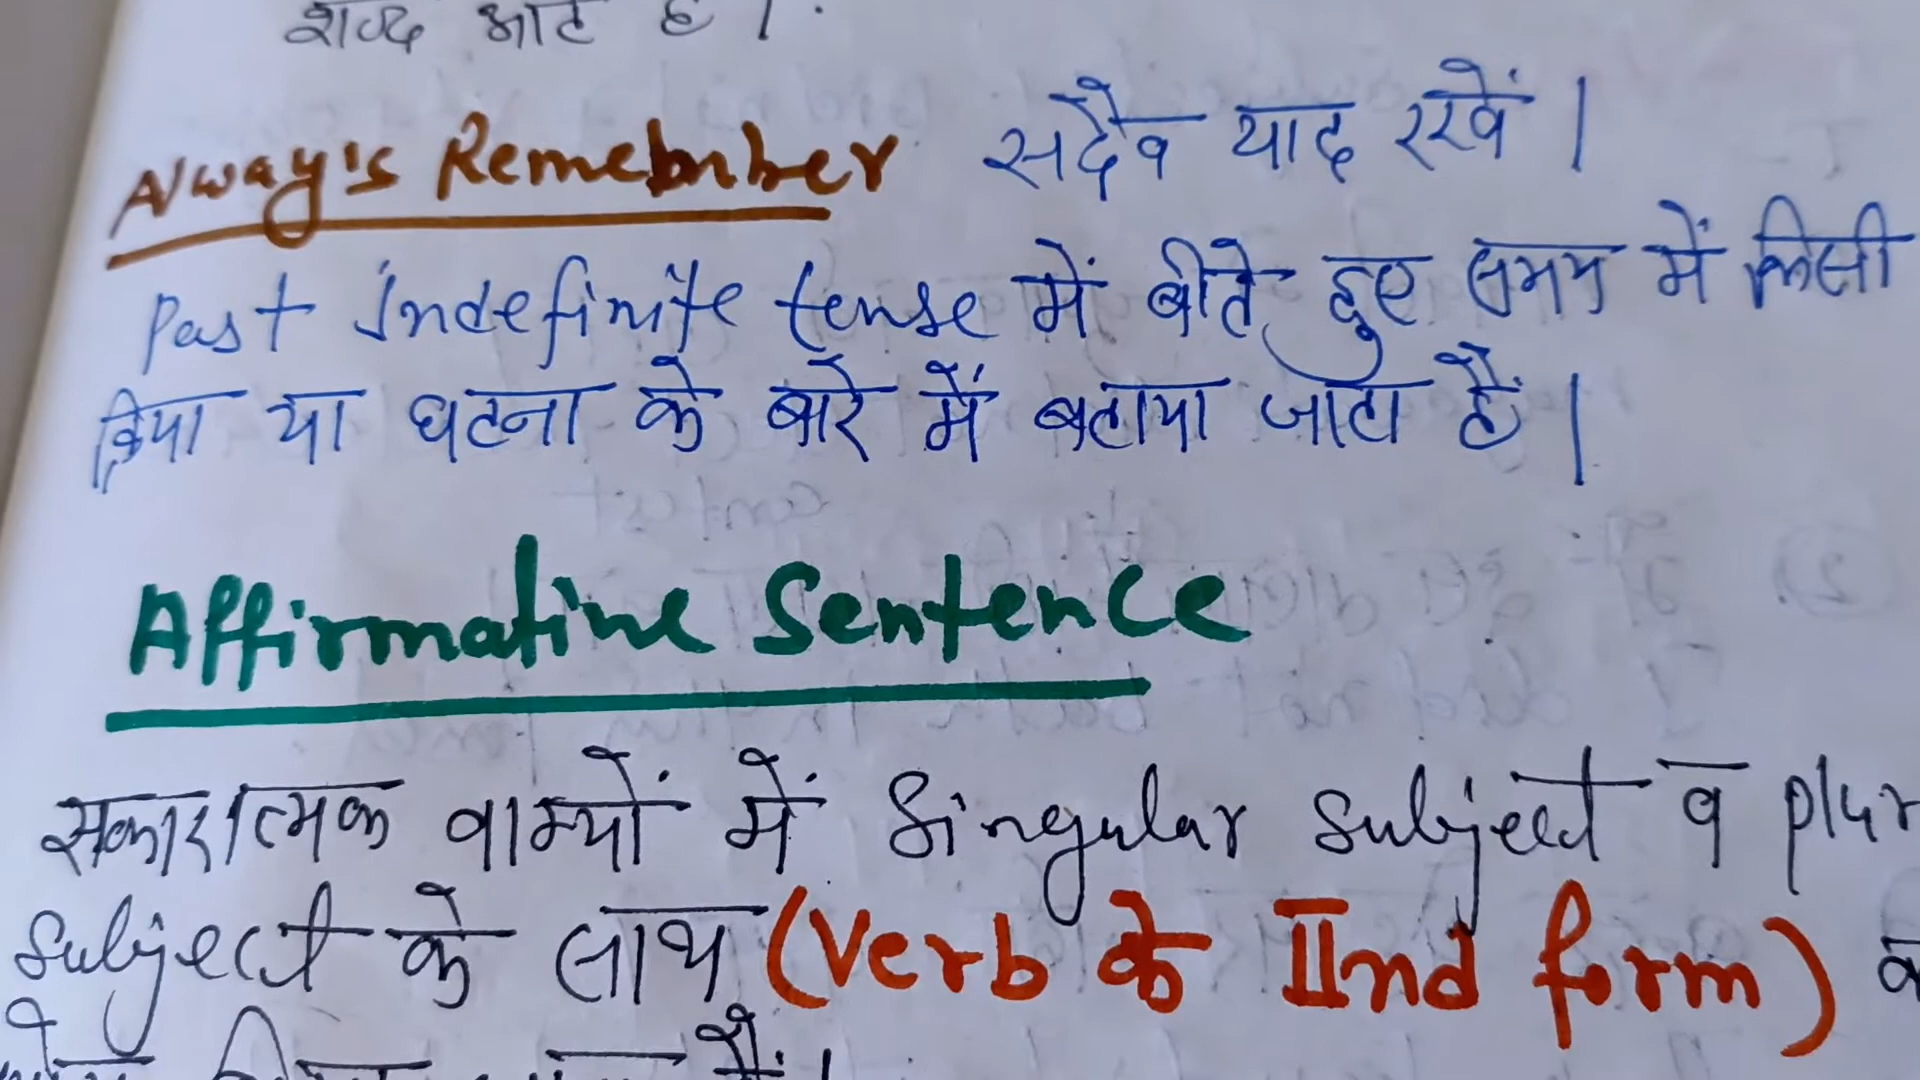 शब्द आते है।
Alway's Remember सदैव याद रखें।
Past indefinite tense में बीते हुए समय में किसी
क्रिया या घटना के बारे में बताया जाता हैं।
Affirmative Sentence
सकारात्मक वाक्यों में Singular subject व plur
subject के साथ (Verb के IInd form) क